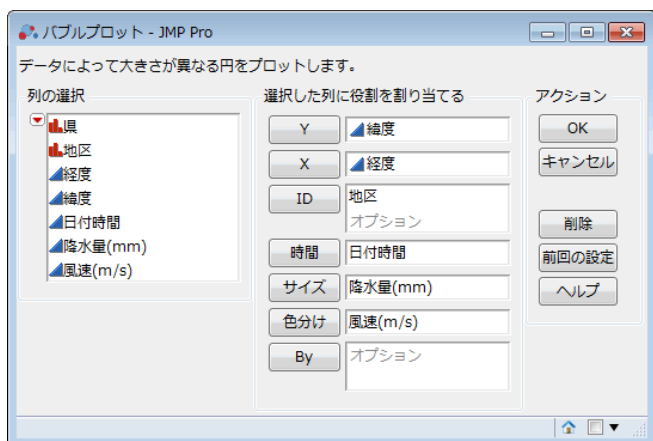 バブルプロット - JMP Pro
データによって大きさが異なる円をプロットします。
列の選択
県
地区
経度
緯度
日付時間
降水量(mm)
風速(m/s)
選択した列に役割を割り当てる
Y
緯度
X
経度
ID
地区
オプション
時間
日付時間
サイズ
降水量(mm)
色分け
風速(m/s)
By
オプション
アクション
OK
キャンセル
削除
前回の設定
ヘルプ